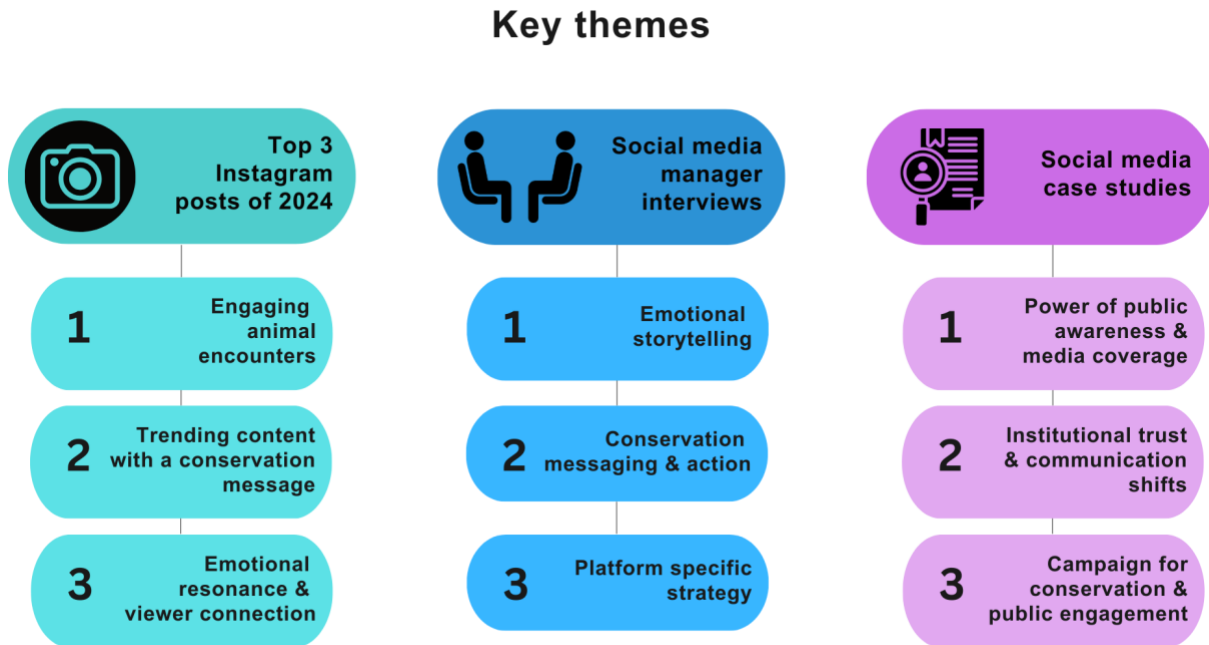 Key themes
Top 3
Instagram
posts of 2024
1
Engaging
animal
encounters
2
Trending content
with a conservation
message
3
Emotional
resonance &
viewer connection
Social media
manager
interviews
1
Emotional
storytelling
2
Conservation
messaging & action
3
Platform specific
strategy
Social media
case studies
1
Power of public
awareness &
media coverage
2
Institutional trust
& communication
shifts
3
Campaign for
conservation &
public engagement